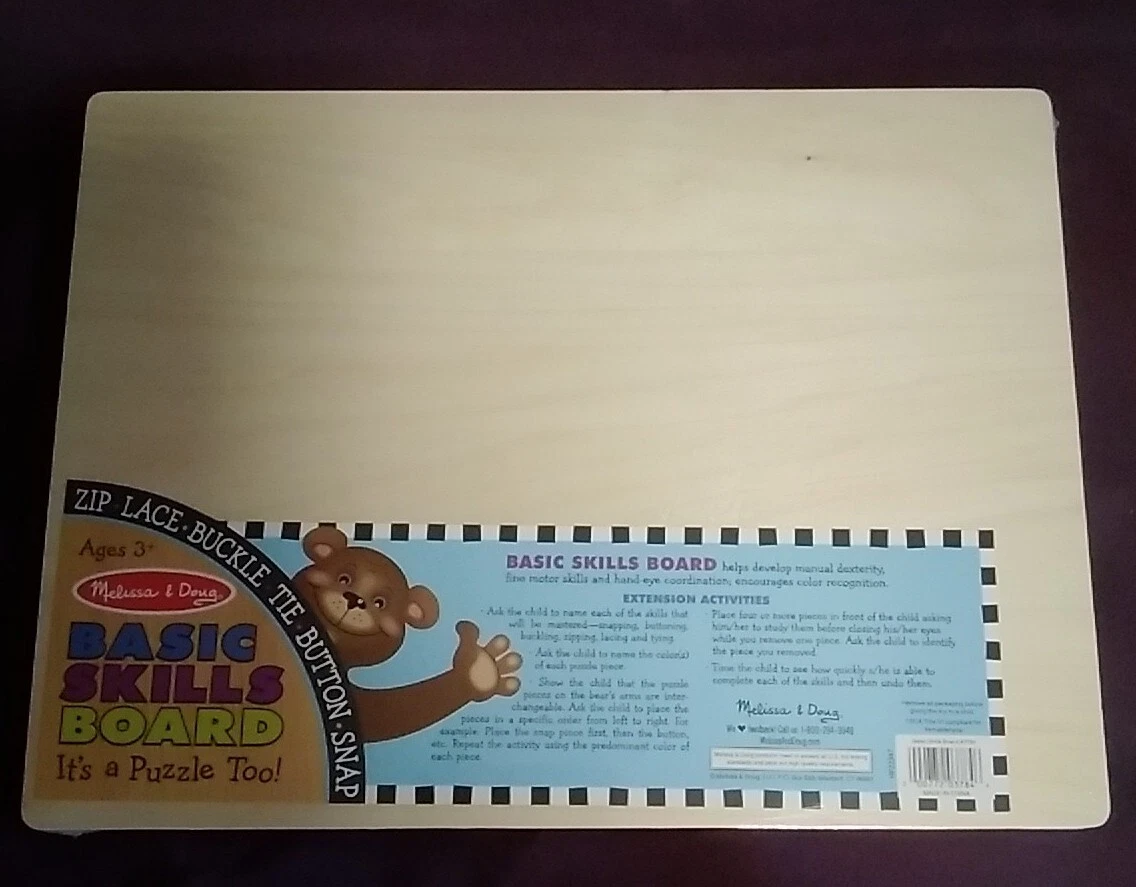 ZIP · LACE · BUCKLE · TIE · BUTTON · SNAP
Ages 3+
Melissa & Doug
BASIC
SKILLS
BOARD
It's a Puzzle Too!
BASIC SKILLS BOARD helps develop manual dexterity,
fine motor skills and hand-eye coordination; encourages color recognition.
EXTENSION ACTIVITIES
· Ask the child to name each of the skills that
will be mastered—snapping, buttoning,
buckling, zipping, lacing and tying.
· Ask the child to name the color(s)
of each puzzle piece.
· Show the child that the puzzle
pieces on the bear's arms are inter-
changeable. Ask the child to place the
pieces in a specific order from left to right. For
example: Place the snap piece first, then the button,
etc. Repeat the activity using the predominant color of
each piece.
· Place four or more pieces in front of the child asking
him/her to study them before closing his/her eyes
while you remove one piece. Ask the child to identify
the piece you removed.
· Time the child to see how quickly s/he is able to
complete each of the skills and then undo them.
Melissa & Doug
We ♥ feedback! Call us
MelissaAndDoug.com
MADE IN CHINA